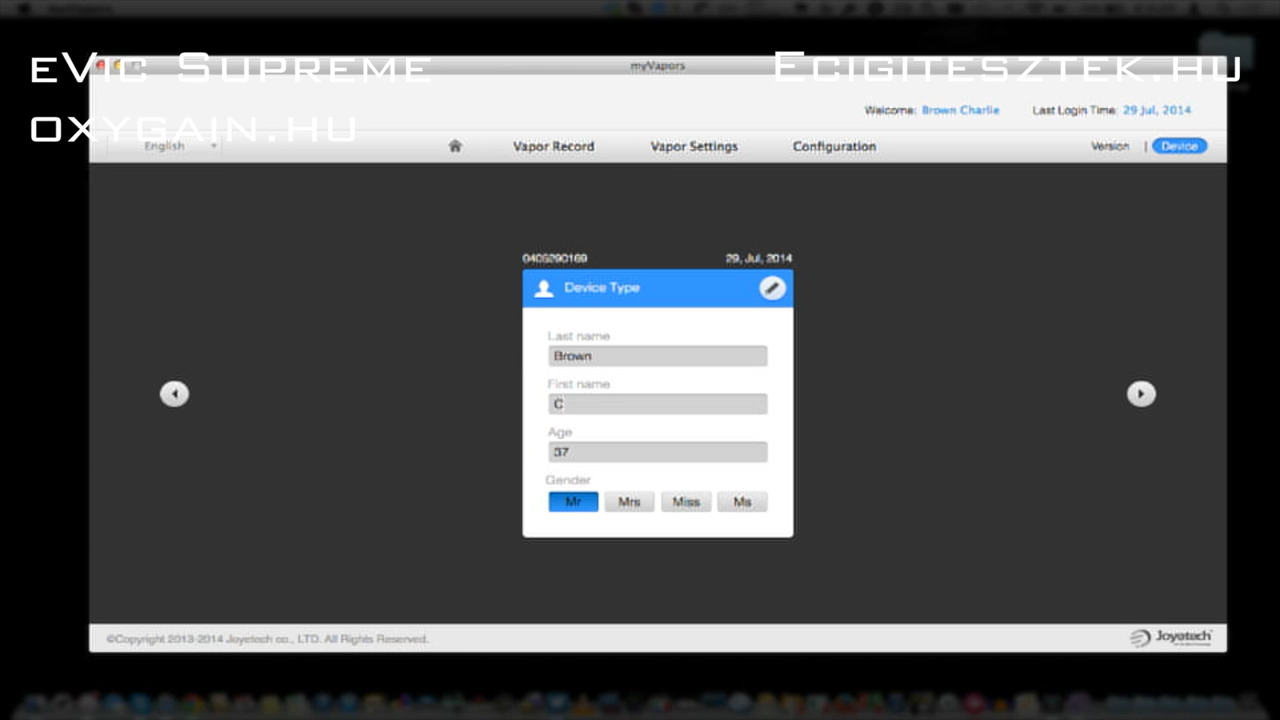 eVic Supreme
Ecigitesztek.hu
oxygain.hu
myVapors
Welcome: Brown Charlie
Last Login Time: 29 Jul, 2014
English
Vapor Record
Vapor Settings
Configuration
Version | Device
0405290169
29, Jul, 2014
Device Type
Last name
Brown
First name
C
Age
37
Gender
Mr
Mrs
Miss
Ms
©Copyright 2013-2014 Joyetech co., LTD. All Rights Reserved.
Joyetech